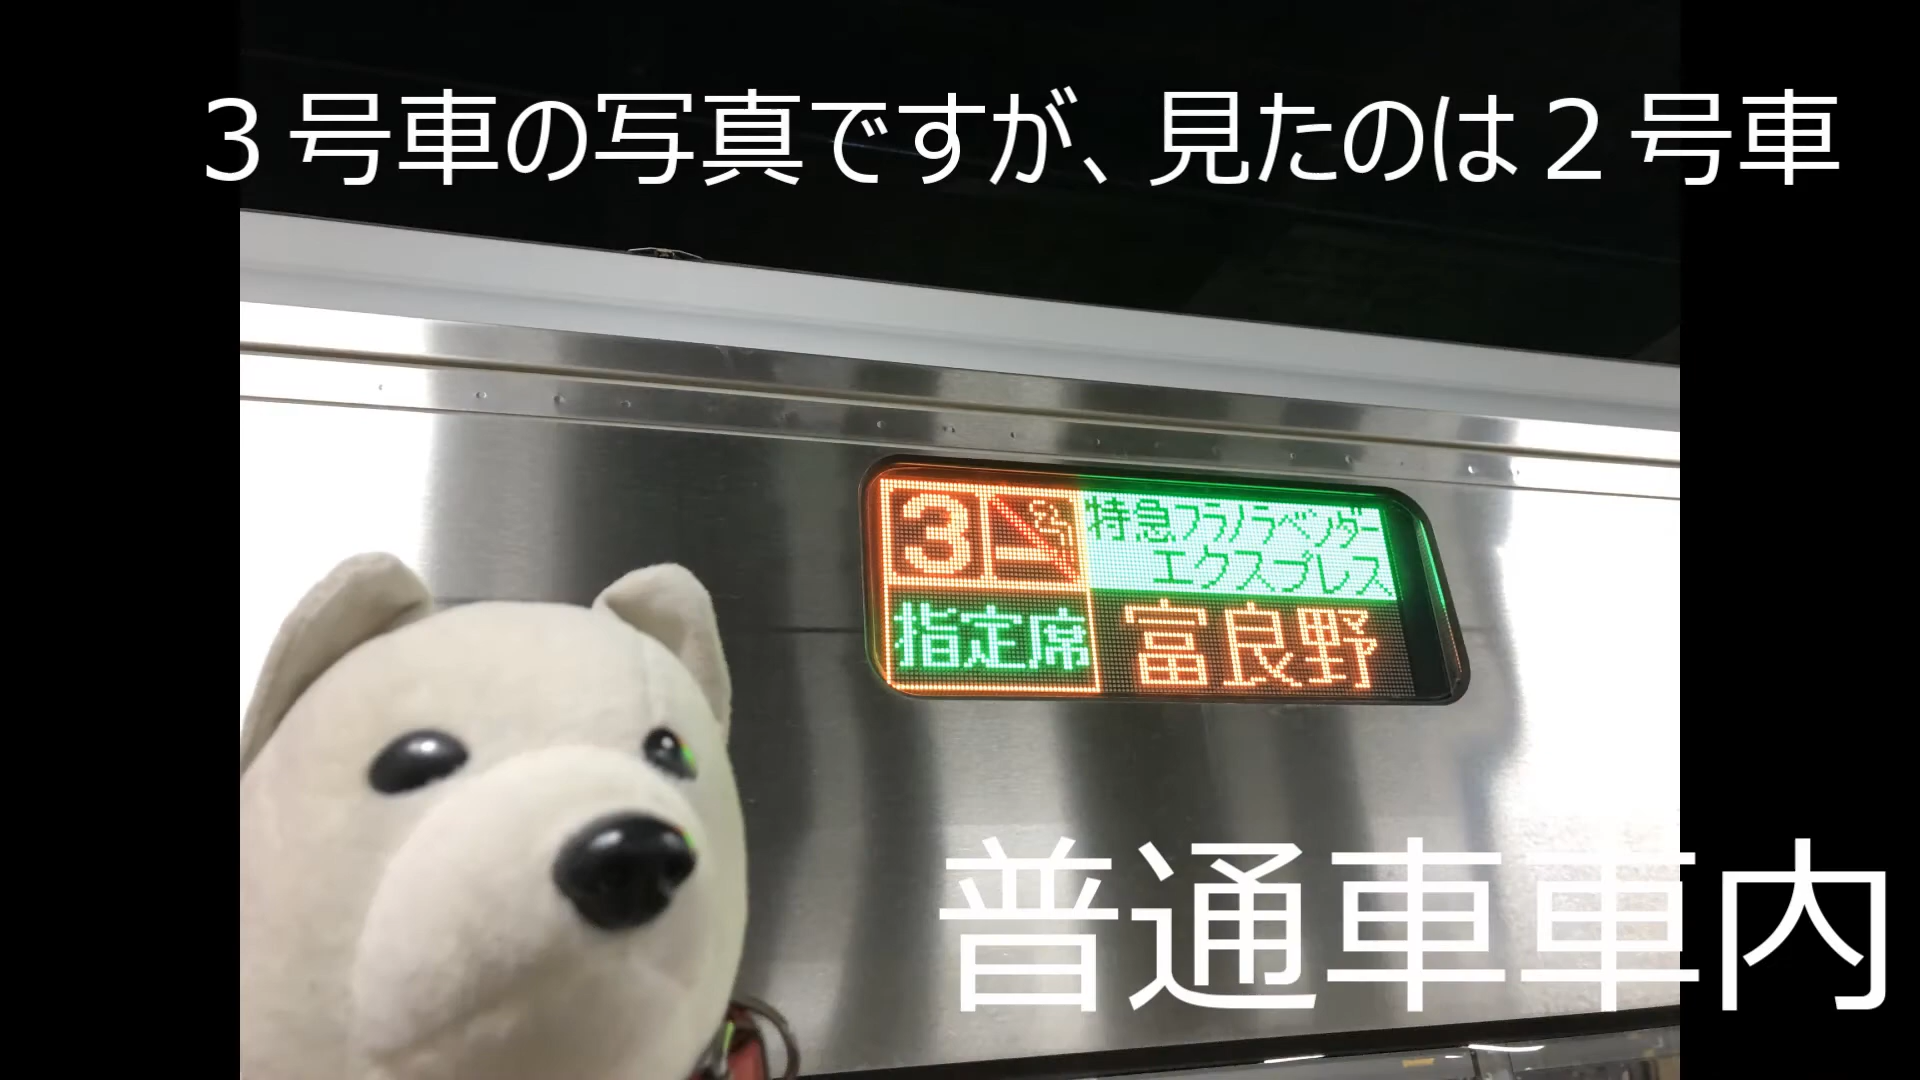 ３号車の写真ですが、見たのは２号車
3
特急フラノラベンダー
エクスプレス
指定席
富良野
普通車車内